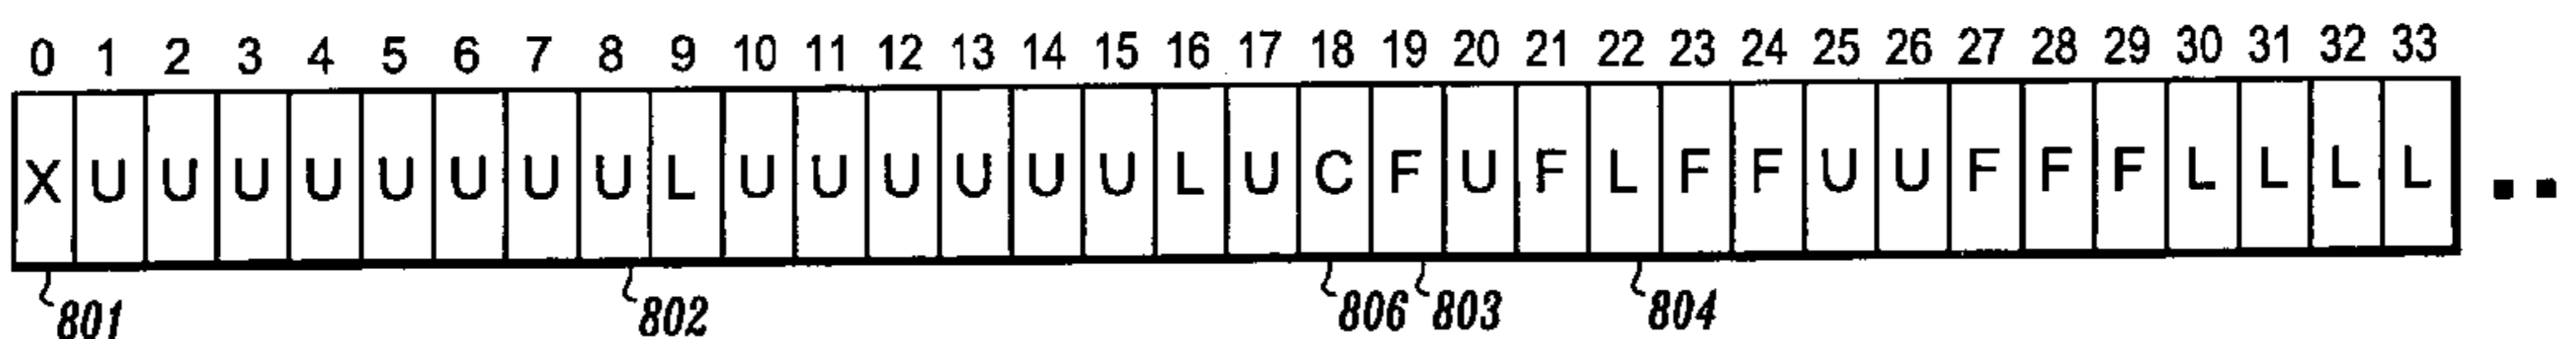 0 1 2 3 4 5 6 7 8 9 10 11 12 13 14 15 16 17 18 19 20 21 22 23 24 25 26 27 28 29 30 31 32 33
X U U U U U U U U L U U U U U U L U C F U F L F F U U F F F L L L L ..
801 802 806 803 804